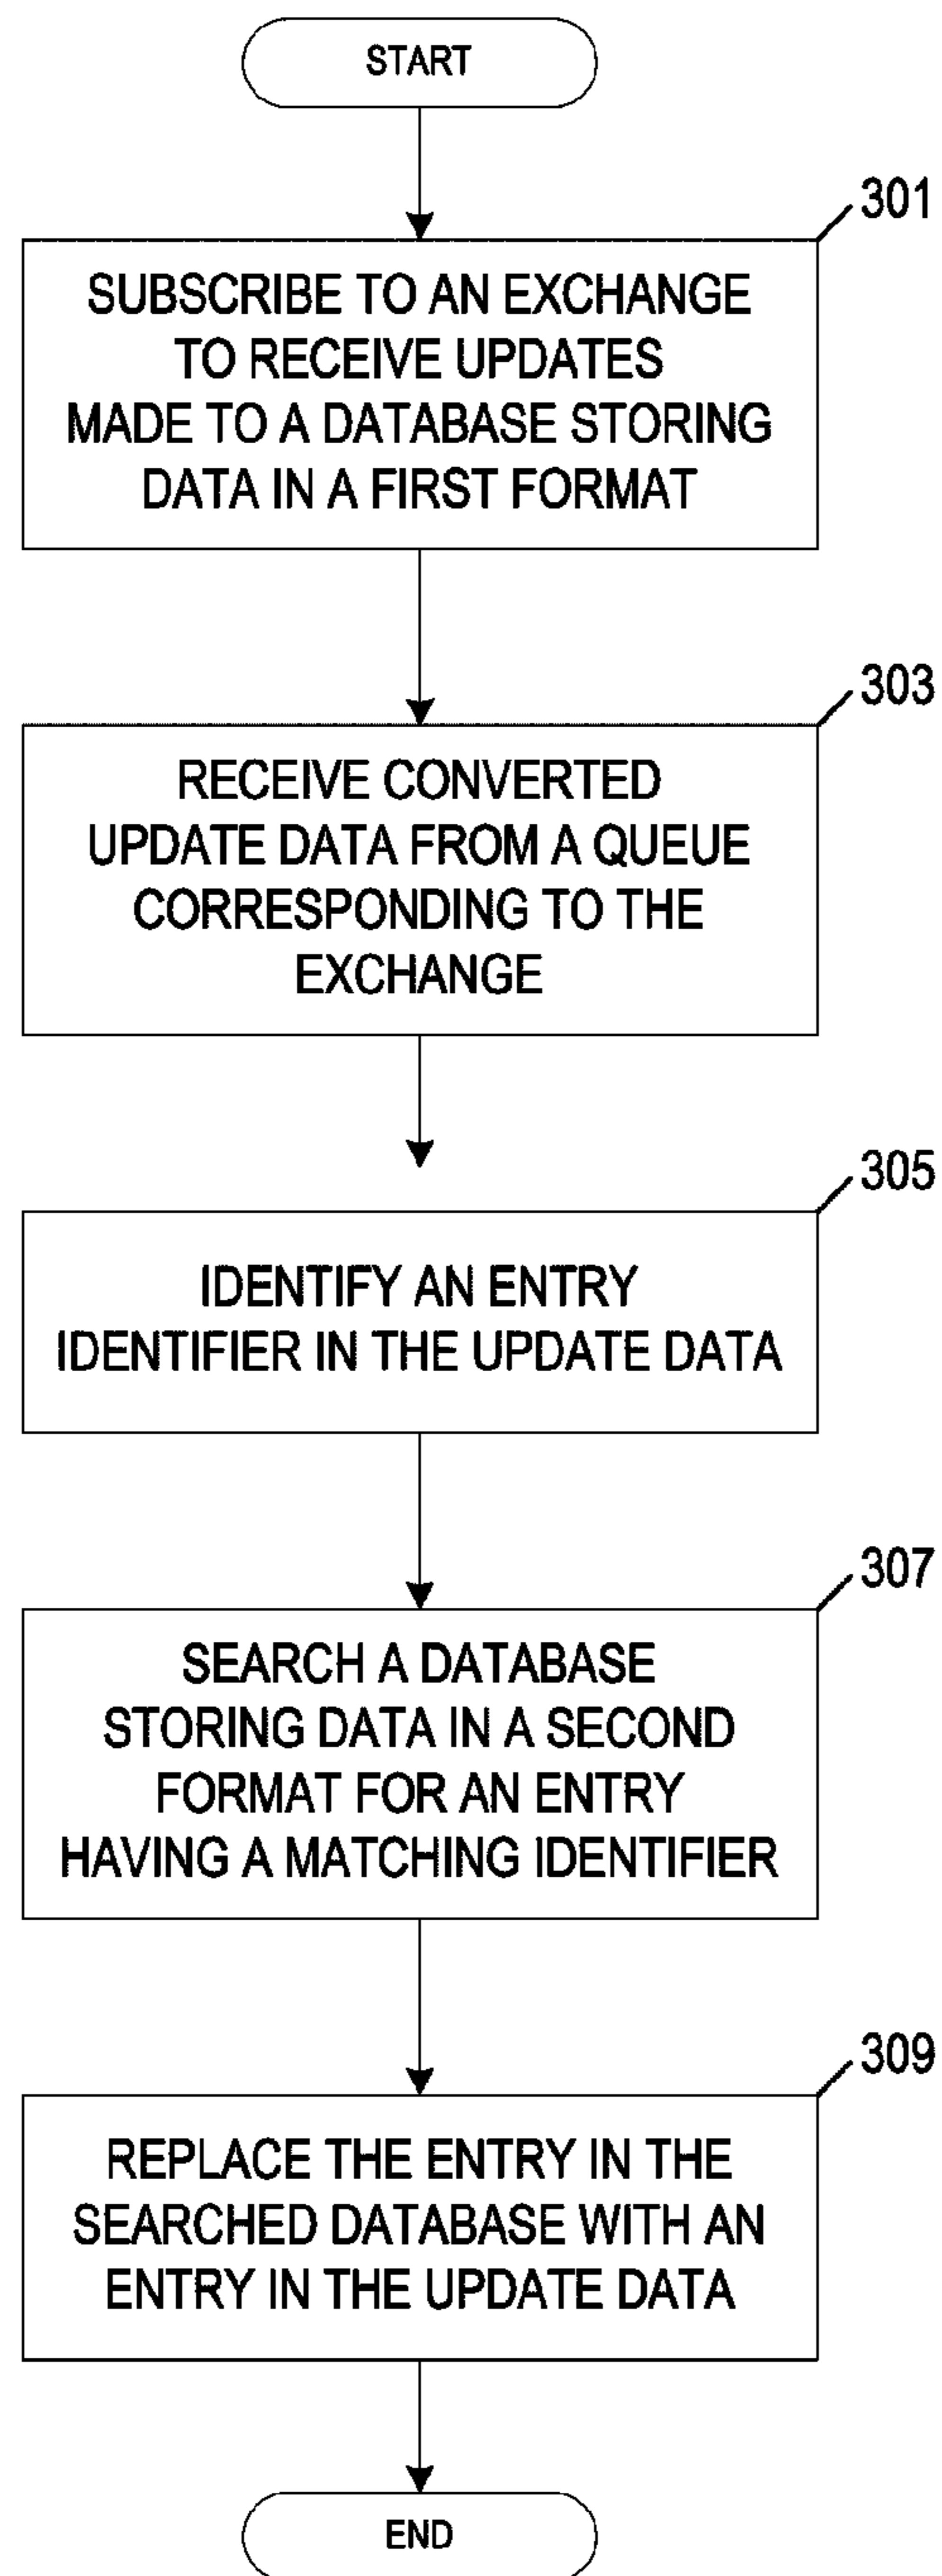 START
301
SUBSCRIBE TO AN EXCHANGE
TO RECEIVE UPDATES
MADE TO A DATABASE STORING
DATA IN A FIRST FORMAT
303
RECEIVE CONVERTED
UPDATE DATA FROM A QUEUE
CORRESPONDING TO THE
EXCHANGE
305
IDENTIFY AN ENTRY
IDENTIFIER IN THE UPDATE DATA
307
SEARCH A DATABASE
STORING DATA IN A SECOND
FORMAT FOR AN ENTRY
HAVING A MATCHING IDENTIFIER
309
REPLACE THE ENTRY IN THE
SEARCHED DATABASE WITH AN
ENTRY IN THE UPDATE DATA
END